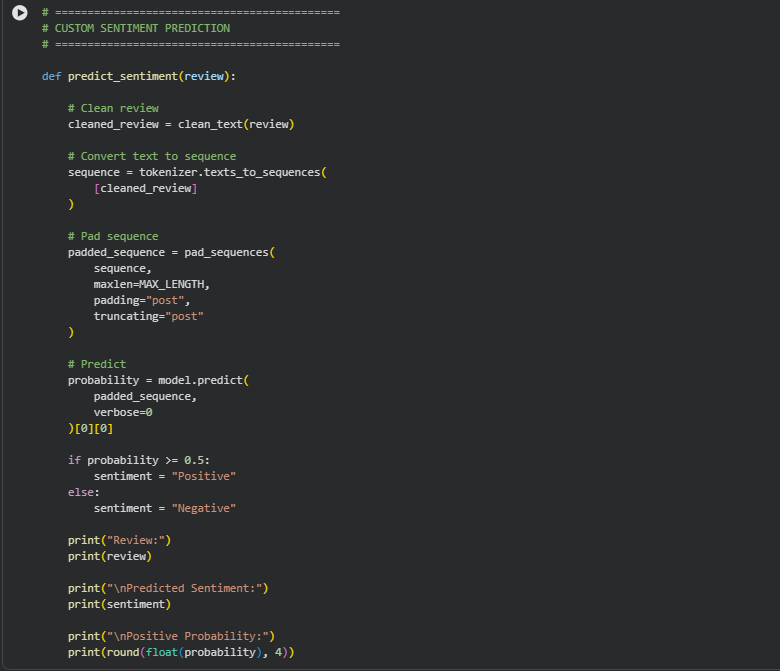 # ============================================
# CUSTOM SENTIMENT PREDICTION
# ============================================
def predict_sentiment(review):
    # Clean review
    cleaned_review = clean_text(review)
    # Convert text to sequence
    sequence = tokenizer.texts_to_sequences(
        [cleaned_review]
    )
    # Pad sequence
    padded_sequence = pad_sequences(
        sequence,
        maxlen=MAX_LENGTH,
        padding="post",
        truncating="post"
    )
    # Predict
    probability = model.predict(
        padded_sequence,
        verbose=0
    )[0][0]
    if probability >= 0.5:
        sentiment = "Positive"
    else:
        sentiment = "Negative"
    print("Review:")
    print(review)
    print("\nPredicted Sentiment:")
    print(sentiment)
    print("\nPositive Probability:")
    print(round(float(probability), 4))